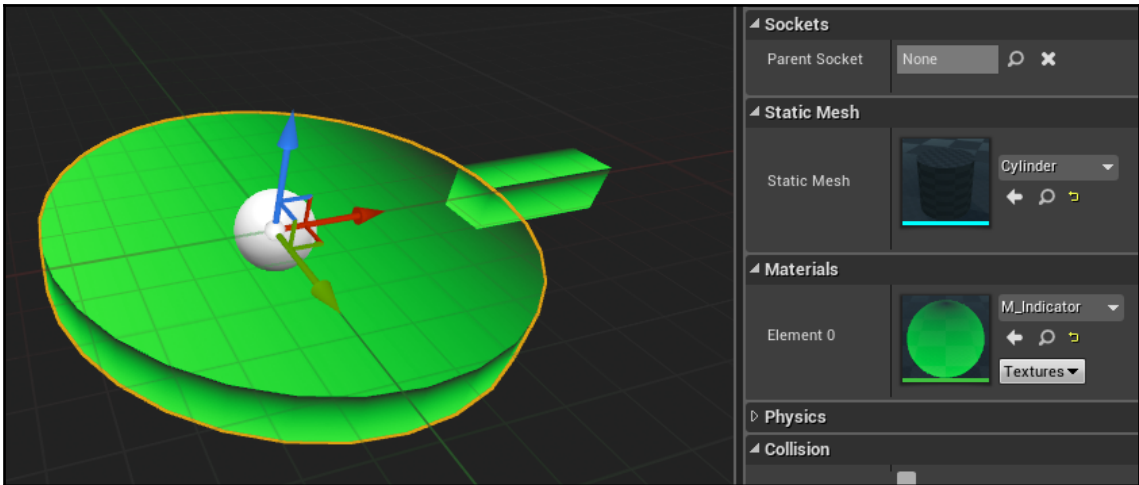 Sockets
Parent Socket
None
Static Mesh
Static Mesh
Cylinder
Materials
Element 0
M_Indicator
Textures
Physics
Collision